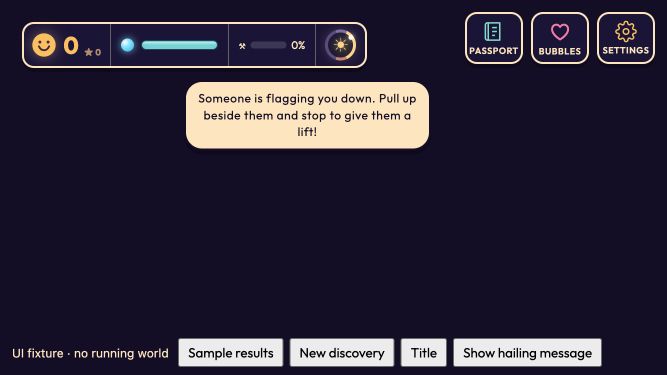 0
0
0%
PASSPORT
BUBBLES
SETTINGS
Someone is flagging you down. Pull up
beside them and stop to give them a
lift!
UI fixture · no running world
Sample results
New discovery
Title
Show hailing message